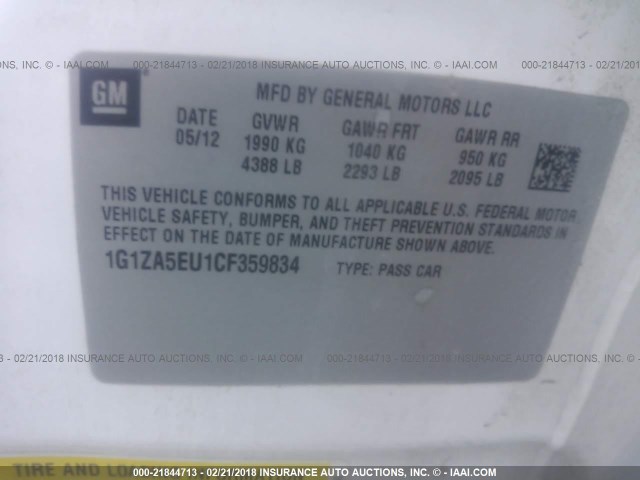 NS, INC. © - IAAI.COM 000-21844713 - 02/21/2018 INSURANCE AUTO AUCTIONS, INC. © - IAAI.COM 000-21844713 - 02/21/2018 INS
GM®
MFD BY GENERAL MOTORS LLC
DATE GVWR GAWR FRT GAWR RR
05/12 1990 KG 1040 KG 950 KG
4388 LB 2293 LB 2095 LB
THIS VEHICLE CONFORMS TO ALL APPLICABLE U.S. FEDERAL MOTOR
VEHICLE SAFETY, BUMPER, AND THEFT PREVENTION STANDARDS IN
EFFECT ON THE DATE OF MANUFACTURE SHOWN ABOVE.
1G1ZA5EU1CF359834 TYPE: PASS CAR
3 - 02/21/2018 INSURANCE AUTO AUCTIONS, INC. © - IAAI.COM 000-21844713 - 02/21/2018 INSURANCE AUTO AUCTIONS, INC. © -
TIRE AND
000-21844713 - 02/21/2018 INSURANCE AUTO AUCTIONS, INC. © - IAAI.COM